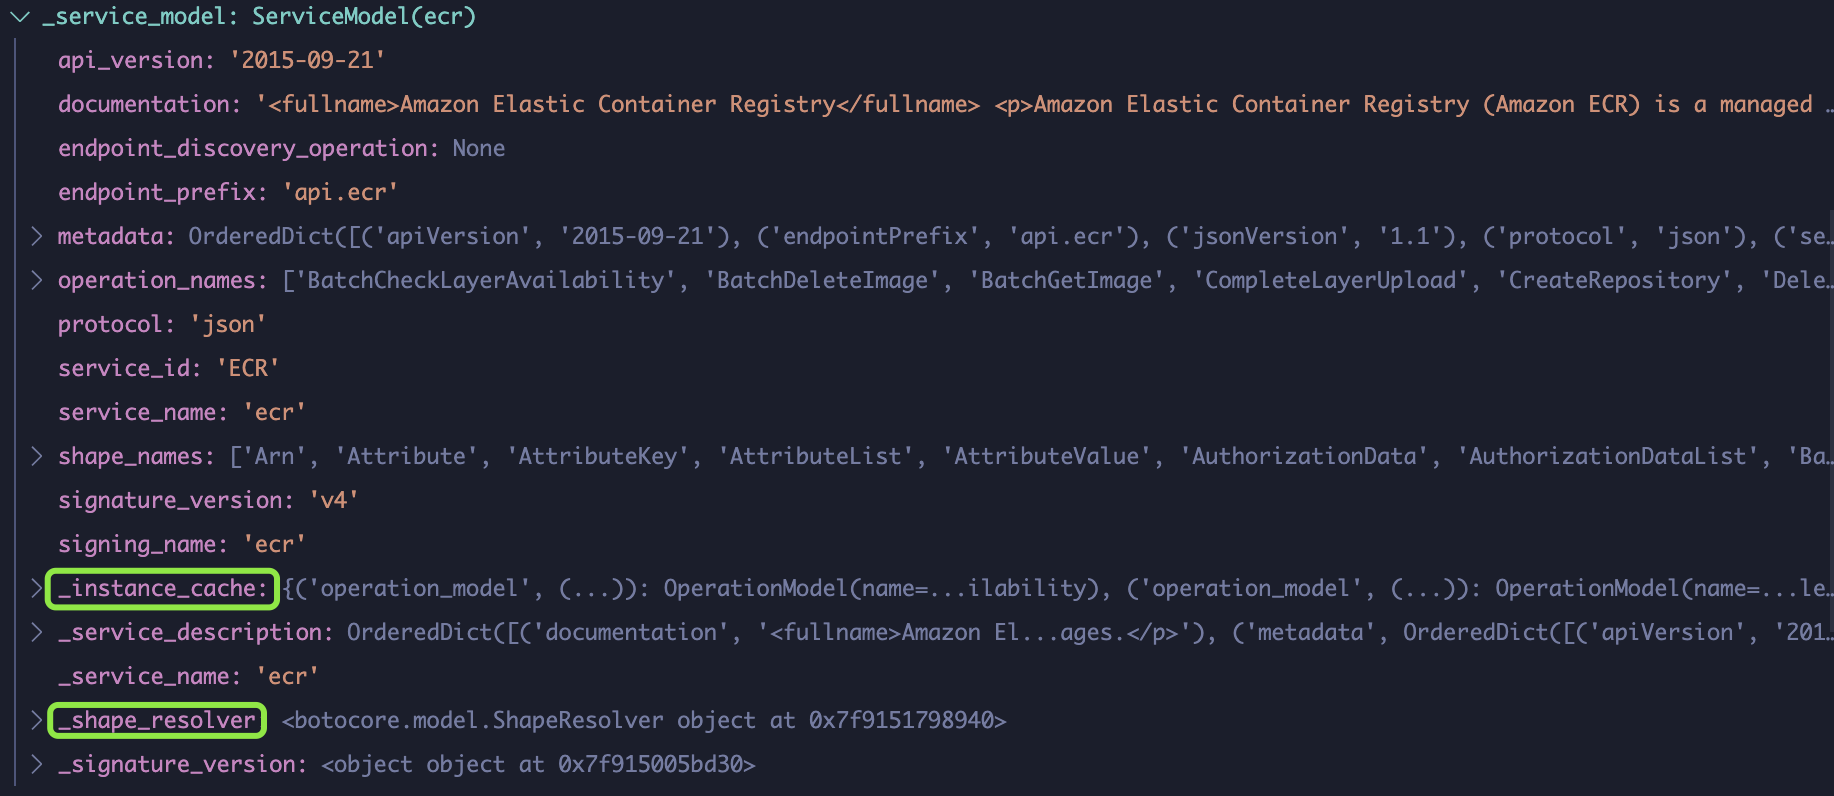 _service_model: ServiceModel(ecr)
api_version: '2015-09-21'
documentation: '<fullname>Amazon Elastic Container Registry</fullname> <p>Amazon Elastic Container Registry (Amazon ECR) is a managed …
endpoint_discovery_operation: None
endpoint_prefix: 'api.ecr'
metadata: OrderedDict([('apiVersion', '2015-09-21'), ('endpointPrefix', 'api.ecr'), ('jsonVersion', '1.1'), ('protocol', 'json'), ('se…
operation_names: ['BatchCheckLayerAvailability', 'BatchDeleteImage', 'BatchGetImage', 'CompleteLayerUpload', 'CreateRepository', 'Dele…
protocol: 'json'
service_id: 'ECR'
service_name: 'ecr'
shape_names: ['Arn', 'Attribute', 'AttributeKey', 'AttributeList', 'AttributeValue', 'AuthorizationData', 'AuthorizationDataList', 'Ba…
signature_version: 'v4'
signing_name: 'ecr'
_instance_cache: {('operation_model', (...)): OperationModel(name=...ilability), ('operation_model', (...)): OperationModel(name=...le…
_service_description: OrderedDict([('documentation', '<fullname>Amazon El...ages.</p>'), ('metadata', OrderedDict([('apiVersion', '201…
_service_name: 'ecr'
_shape_resolver <botocore.model.ShapeResolver object at 0x7f9151798940>
_signature_version: <object object at 0x7f915005bd30>